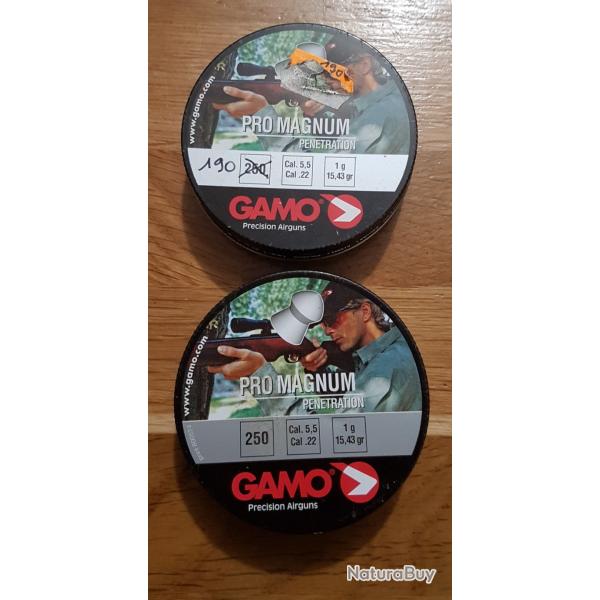 www.gamo.com
PRO MAGNUM
PENETRATION
190 250 Cal. 5,5 1 g
Cal .22 15,43 gr
GAMO
Precision Airguns
www.gamo.com
PRO MAGNUM
PENETRATION
250 Cal. 5,5 1 g
Cal .22 15,43 gr
GAMO
Precision Airguns
NaturaBuy